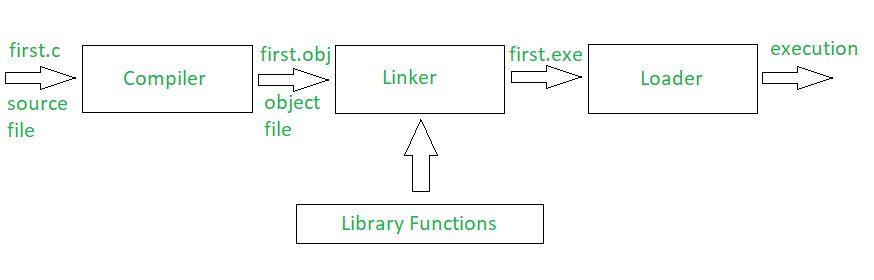 first.c
source
file
Compiler
first.obj
object
file
Linker
first.exe
Loader
execution
Library Functions